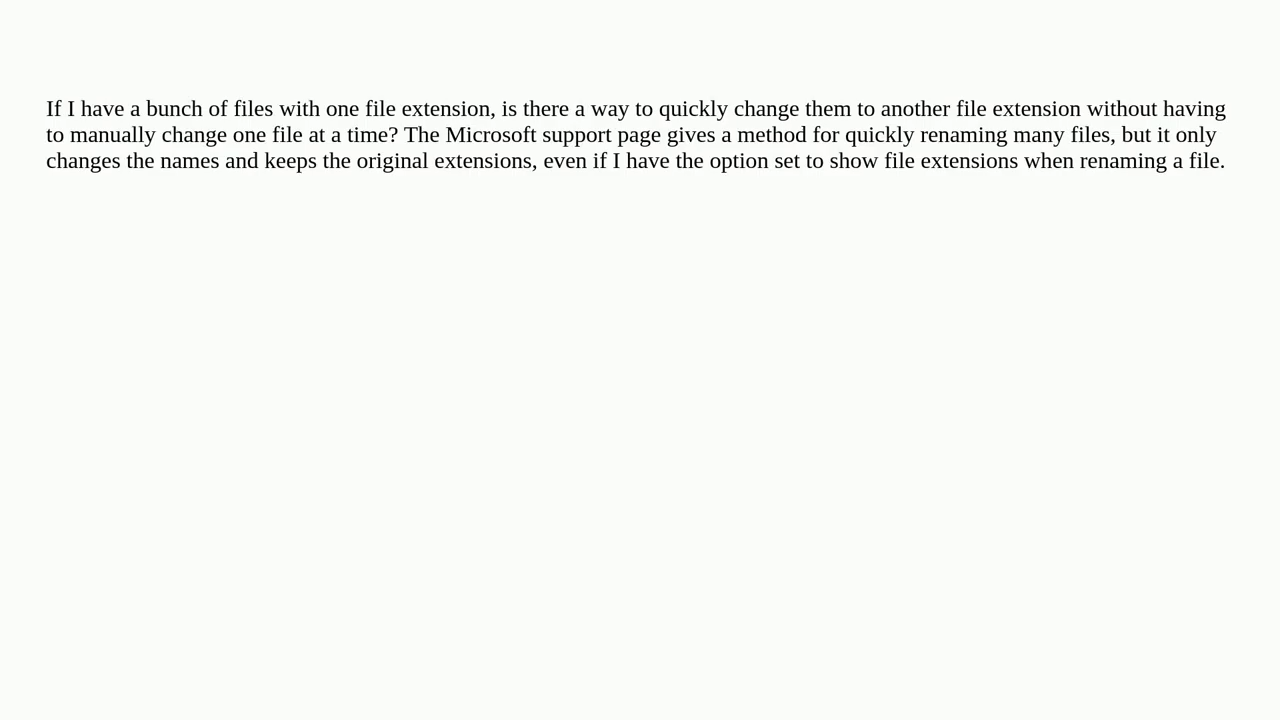 If I have a bunch of files with one file extension, is there a way to quickly change them to another file extension without having
to manually change one file at a time? The Microsoft support page gives a method for quickly renaming many files, but it only
changes the names and keeps the original extensions, even if I have the option set to show file extensions when renaming a file.